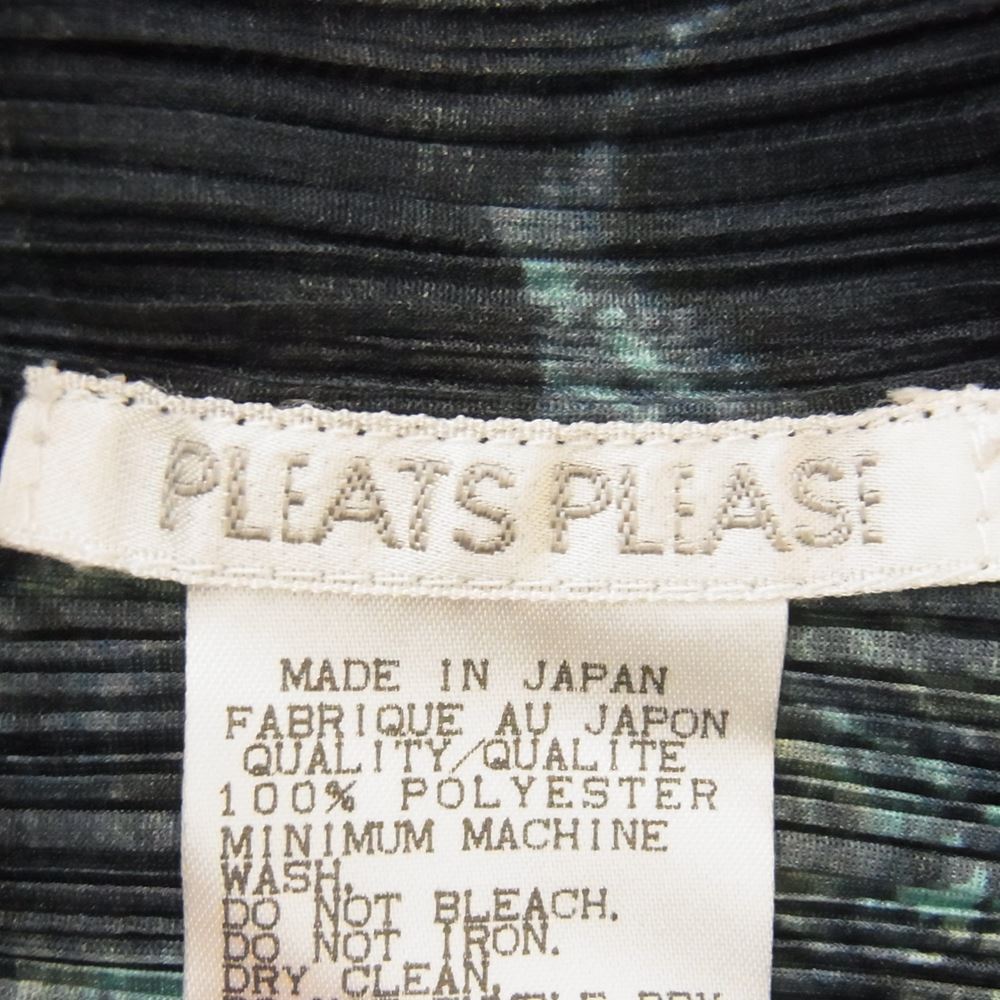 PLEATS PLEASE
MADE IN JAPAN
FABRIQUE AU JAPON
QUALITY/QUALITE
100% POLYESTER
MINIMUM MACHINE
WASH.
DO NOT BLEACH.
DO NOT IRON.
DRY CLEAN.